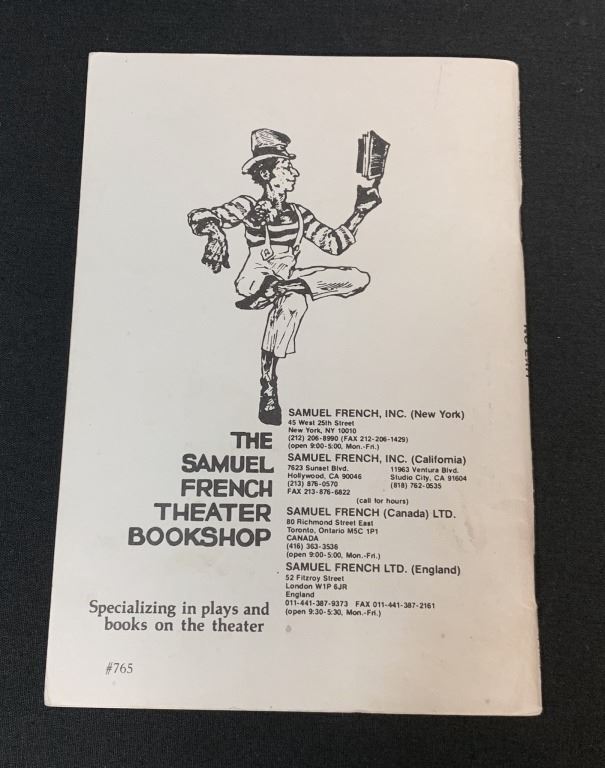 THE
SAMUEL
FRENCH
THEATER
BOOKSHOP
Specializing in plays and
books on the theater
#765
SAMUEL FRENCH, INC. (New York)
45 West 25th Street
New York, NY 10010
(212) 206-8990 (FAX 212-206-1429)
(open 9:00-5:00, Mon.-Fri.)
SAMUEL FRENCH, INC. (California)
7623 Sunset Blvd. 11963 Ventura Blvd.
Hollywood, CA 90046 Studio City, CA 91604
(213) 876-0570 (818) 762-0535
FAX 213-876-6822
(call for hours)
SAMUEL FRENCH (Canada) LTD.
80 Richmond Street East
Toronto, Ontario M5C 1P1
CANADA
(416) 363-3536
(open 9:00-5:00, Mon.-Fri.)
SAMUEL FRENCH LTD. (England)
52 Fitzroy Street
London W1P 6JR
England
011-441-387-9373 FAX 011-441-387-2161
(open 9:30-5:30, Mon.-Fri.)